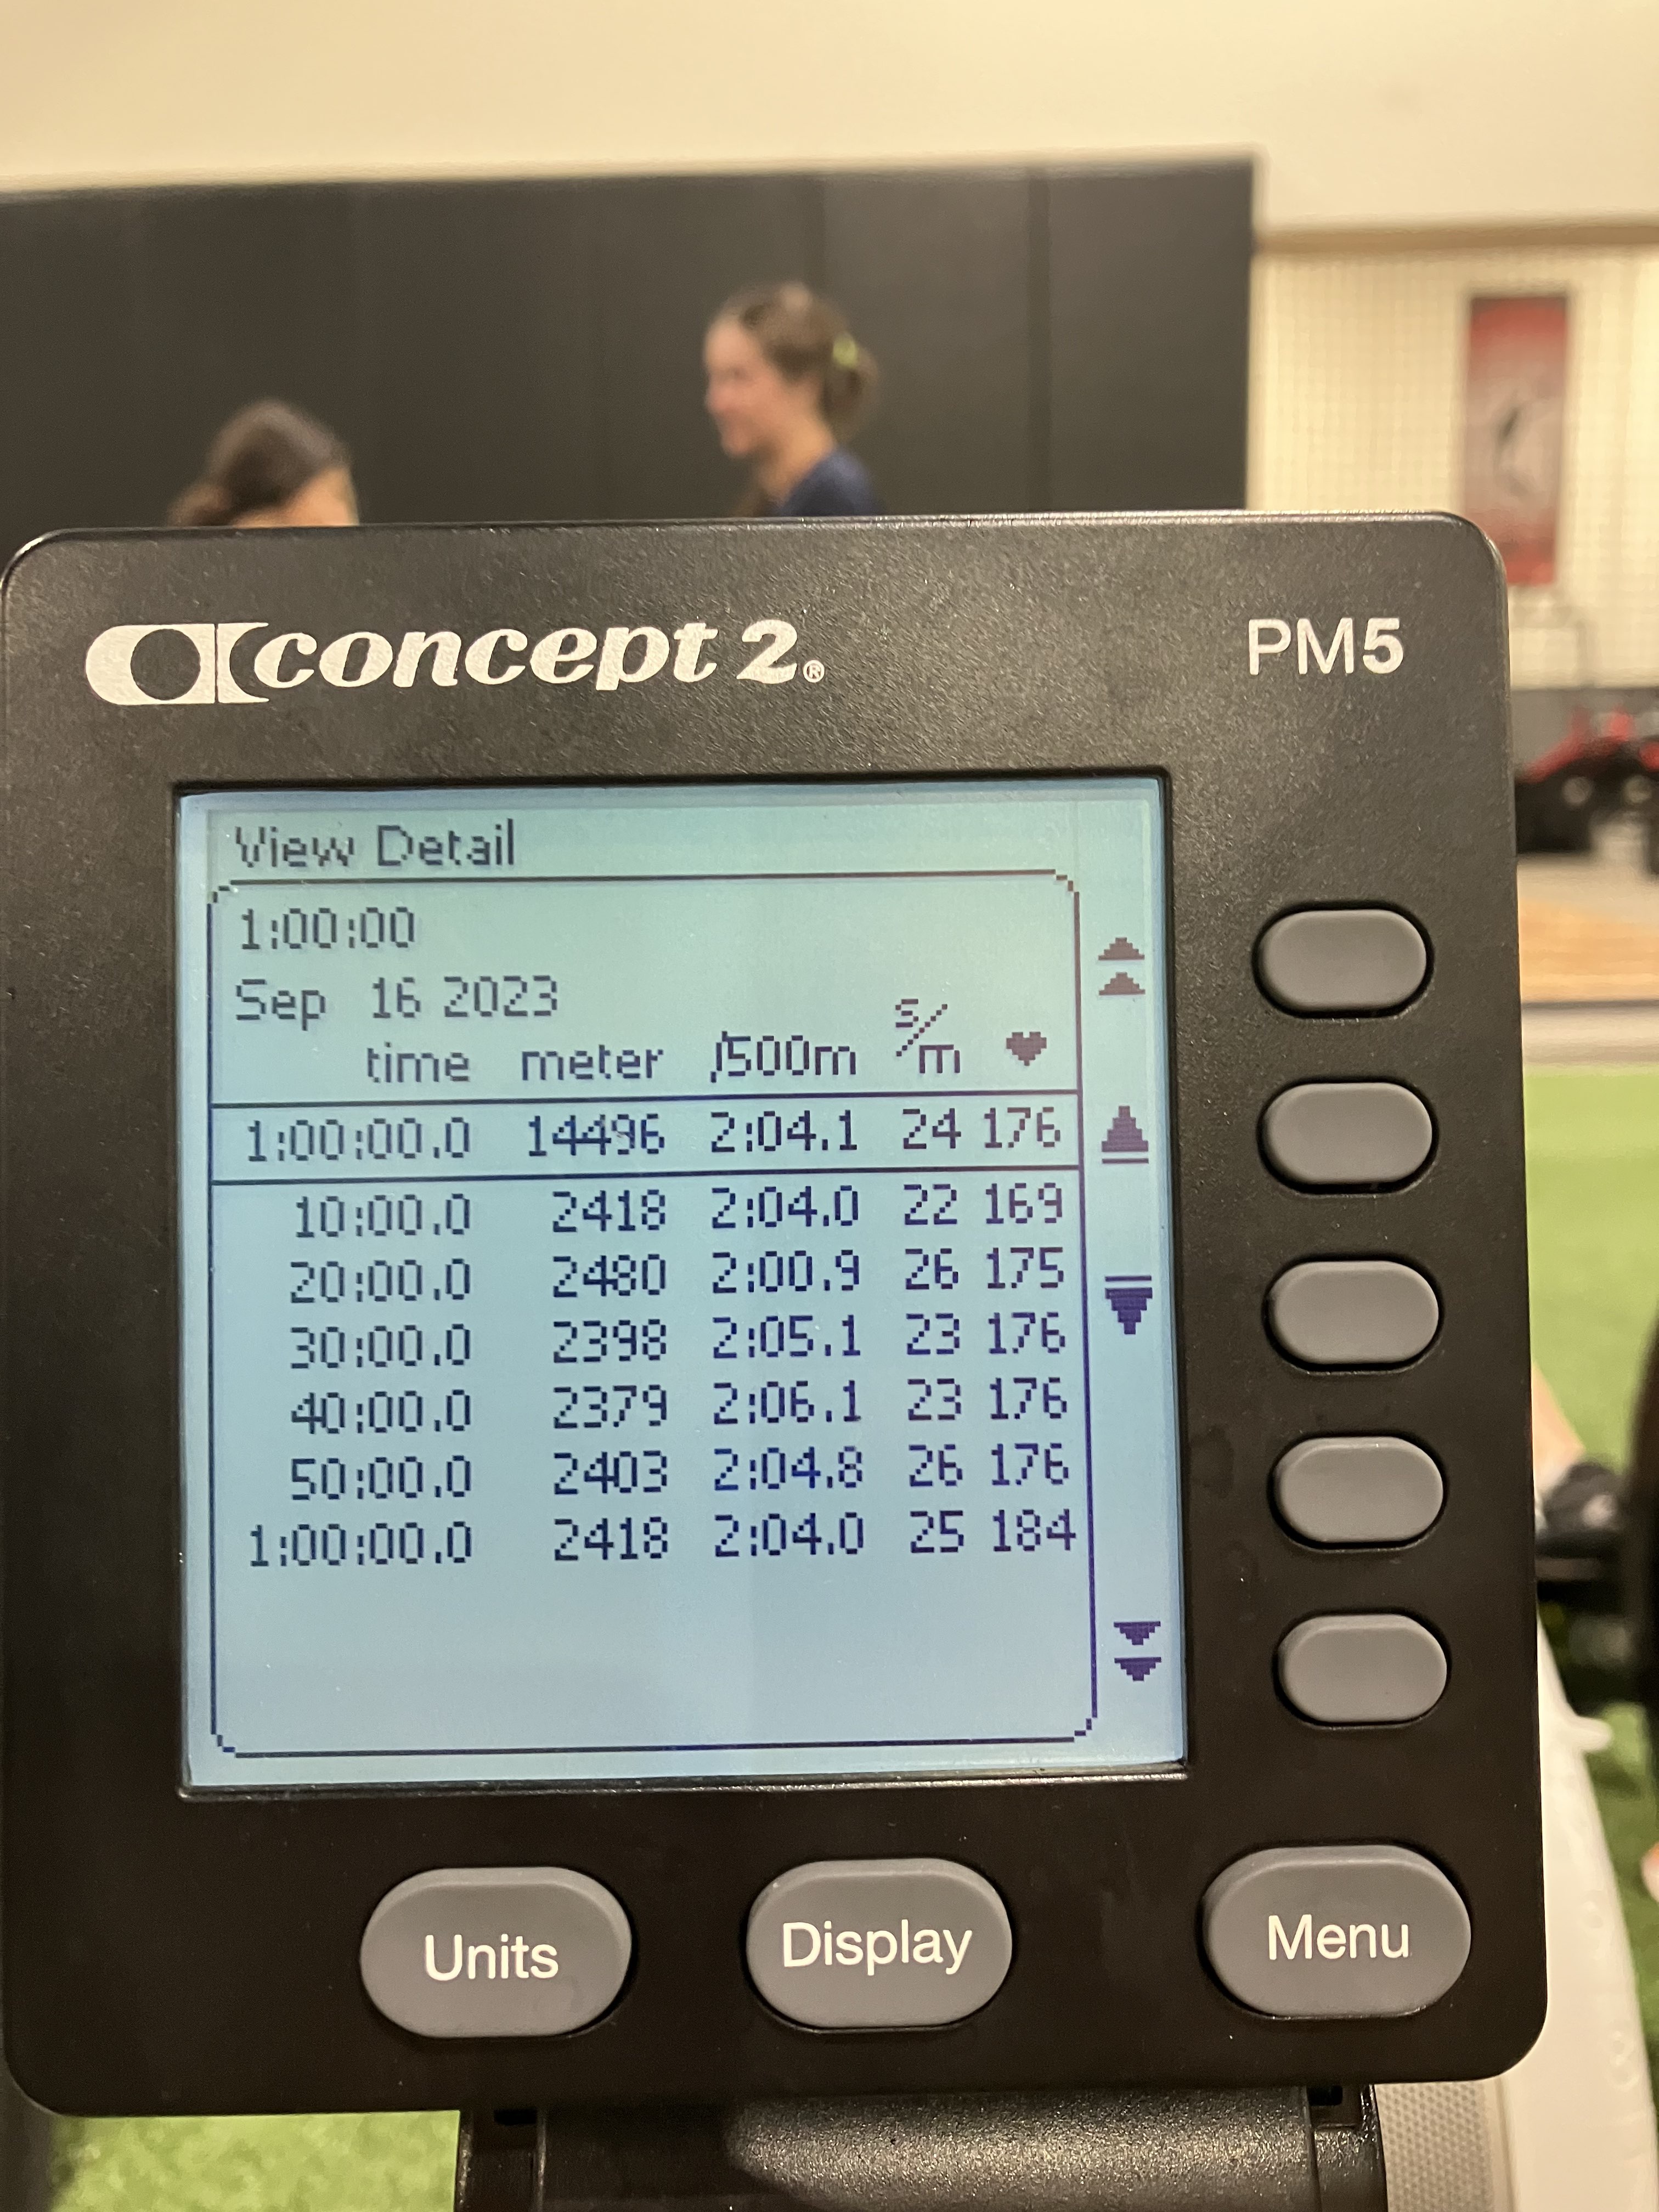 concept 2® PM5
View Detail
1:00:00
Sep 16 2023
time meter /500m s/m ♥
1:00:00.0 14496 2:04.1 24 176
10:00.0 2418 2:04.0 22 169
20:00.0 2480 2:00.9 26 175
30:00.0 2398 2:05.1 23 176
40:00.0 2379 2:06.1 23 176
50:00.0 2403 2:04.8 26 176
1:00:00.0 2418 2:04.0 25 184
Units Display Menu